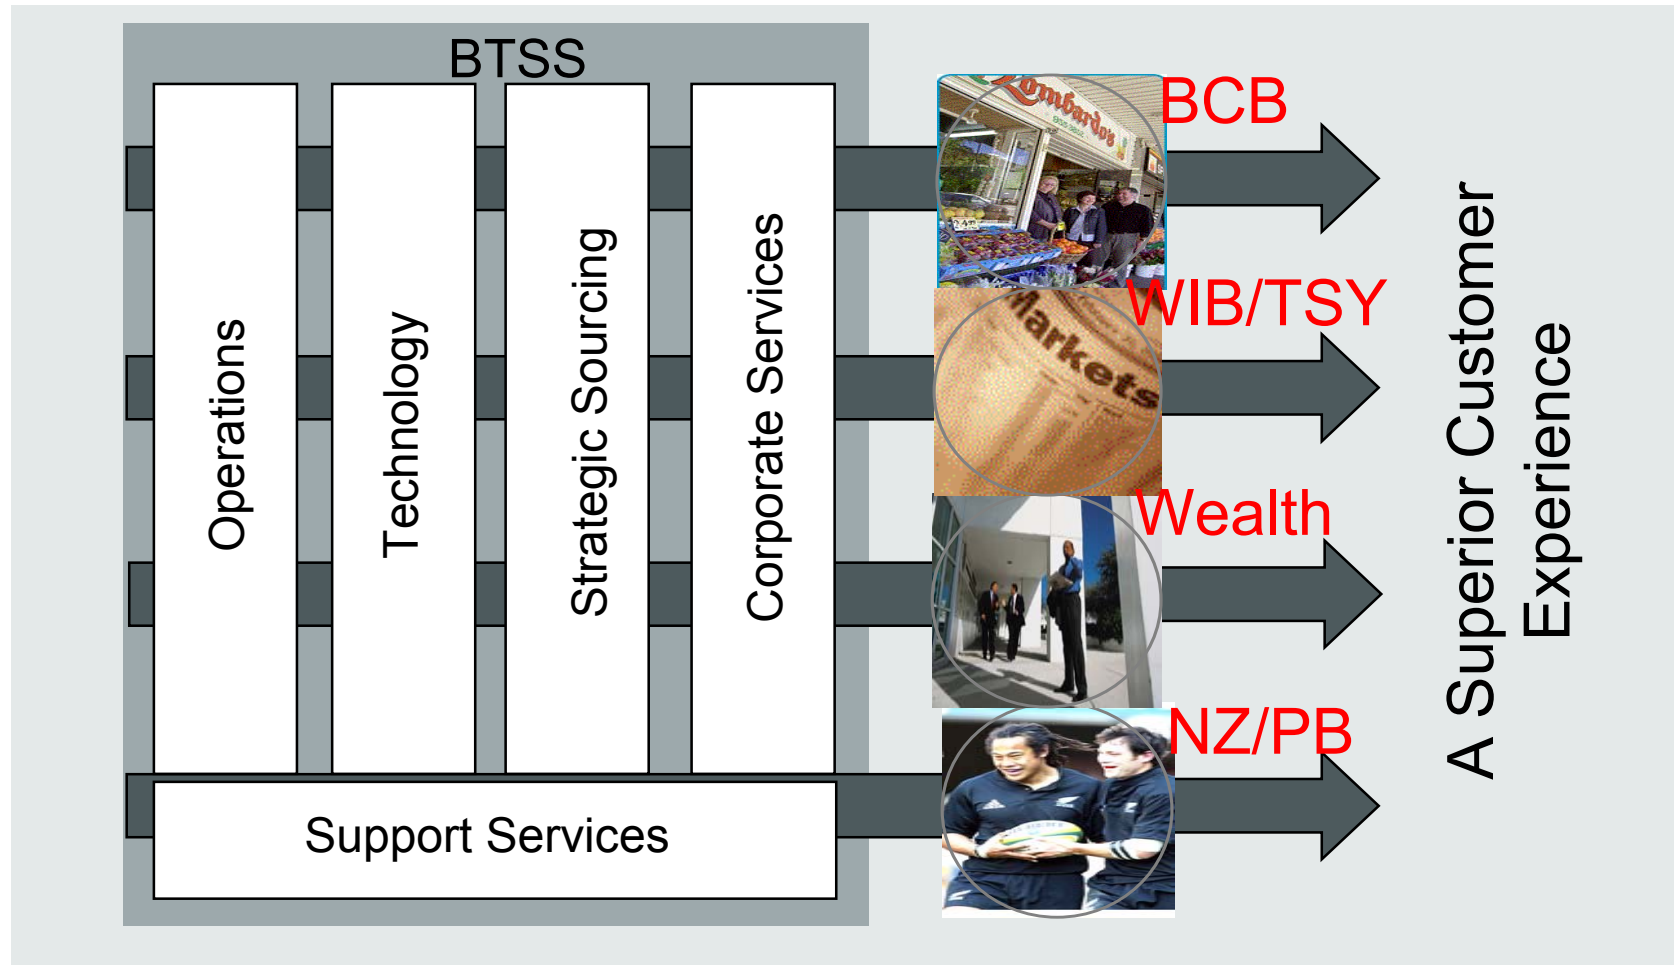 BTSS
Operations
Technology
Strategic Sourcing
Corporate Services
Support Services
Lombardo's
BCB
Markets
WIB/TSY
Wealth
NZ/PB
A Superior Customer
Experience